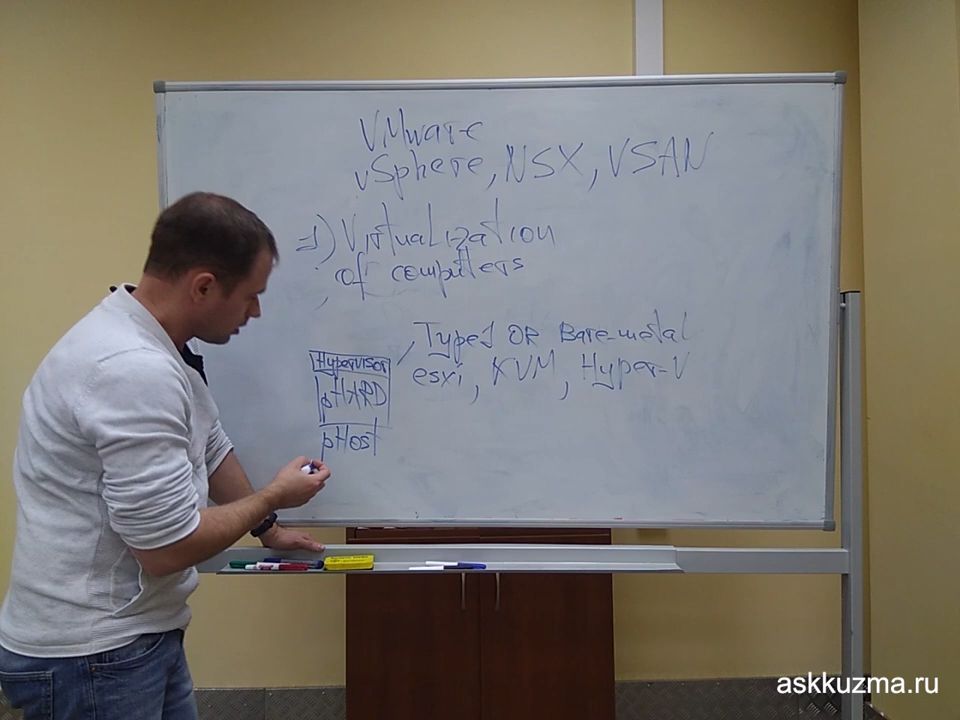 VMware
vSphere, NSX, VSAN
1) Virtualization
of computers
Type1 OR Bare-metal
esxi, KVM, Hyper-V
Hypervisor
pHARD
pHost
askkuzma.ru